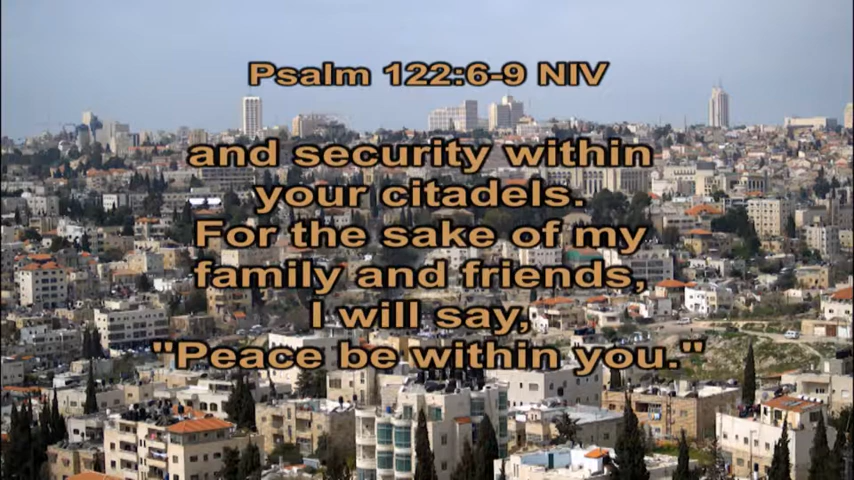 Psalm 122:6-9 NIV
and security within
your citadels.
For the sake of my
family and friends,
I will say,
"Peace be within you."